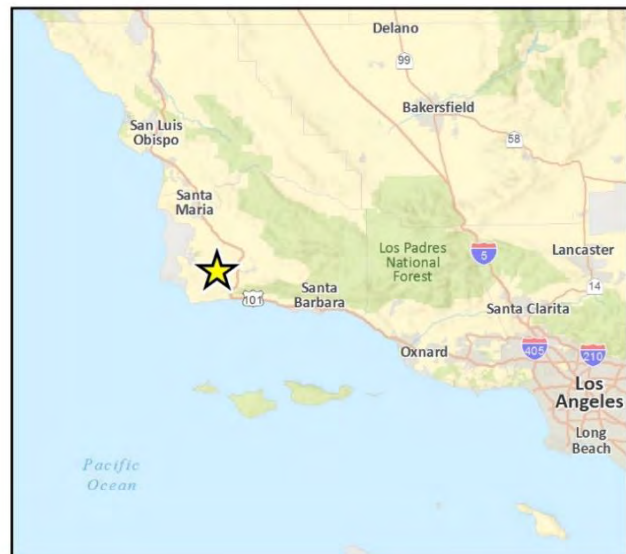 Delano
99
Bakersfield
58
San Luis
Obispo
Santa
Maria
Los Padres
National
Forest
5
Lancaster
14
Santa
Barbara
101
Santa Clarita
Oxnard
405
210
Los
Angeles
Long
Beach
Pacific
Ocean